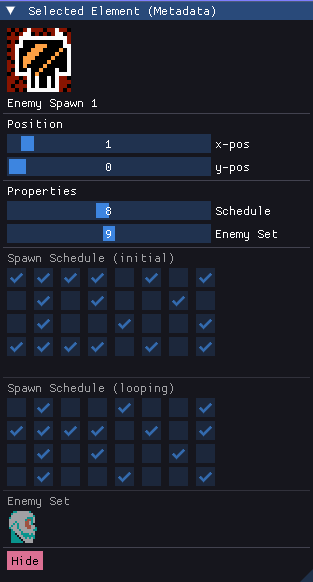 Selected Element (Metadata)
Enemy Spawn 1
Position
1 x-pos
0 y-pos
Properties
8 Schedule
9 Enemy Set
Spawn Schedule (initial)
Spawn Schedule (looping)
Enemy Set
Hide